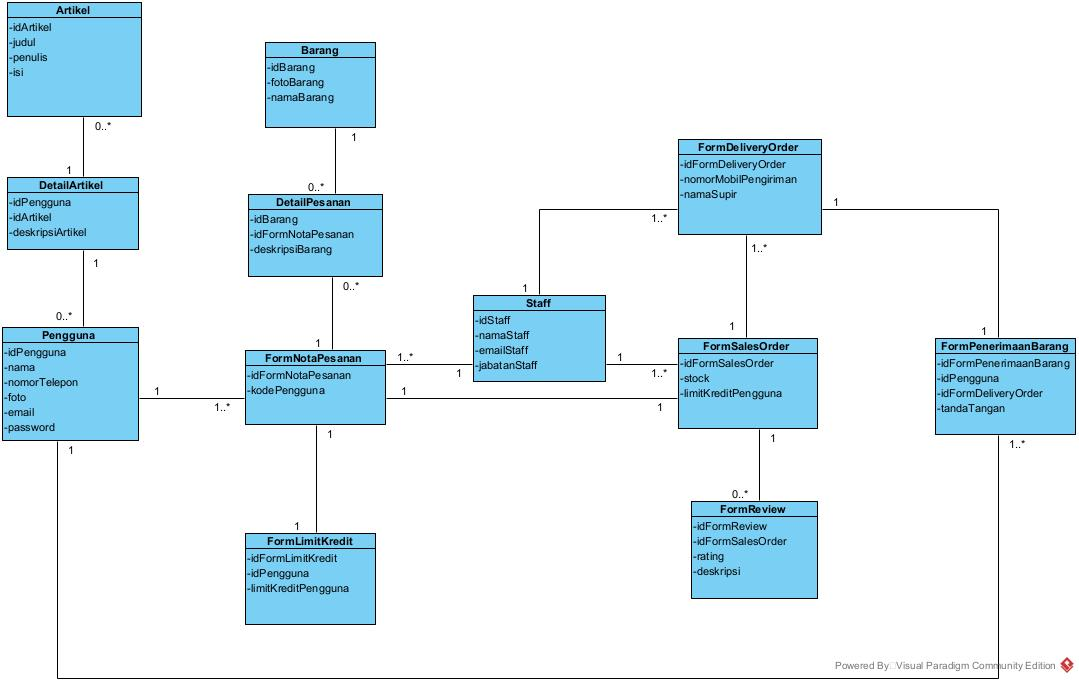 Artikel
-idArtikel
-judul
-penulis
-isi
0..*
1
DetailArtikel
-idPengguna
-idArtikel
-deskripsiArtikel
1
0..*
Pengguna
-idPengguna
-nama
-nomorTelepon
-foto
-email
-password
1
1..*
1
Barang
-idBarang
-fotoBarang
-namaBarang
1
0..*
DetailPesanan
-idBarang
-idFormNotaPesanan
-deskripsiBarang
0..*
1
FormNotaPesanan
-idFormNotaPesanan
-kodePengguna
1..*
1
1
1
1
1
FormLimitKredit
-idFormLimitKredit
-idPengguna
-limitKreditPengguna
Staff
-idStaff
-namaStaff
-emailStaff
-jabatanStaff
1
1..*
1
1..*
FormDeliveryOrder
-idFormDeliveryOrder
-nomorMobilPengiriman
-namaSupir
1
1
1..*
1
FormSalesOrder
-idFormSalesOrder
-stock
-limitKreditPengguna
1
0..*
FormReview
-idFormReview
-idFormSalesOrder
-rating
-deskripsi
FormPenerimaanBarang
-idFormPenerimaanBarang
-idPengguna
-idFormDeliveryOrder
-tandaTangan
1..*
Powered By Visual Paradigm Community Edition